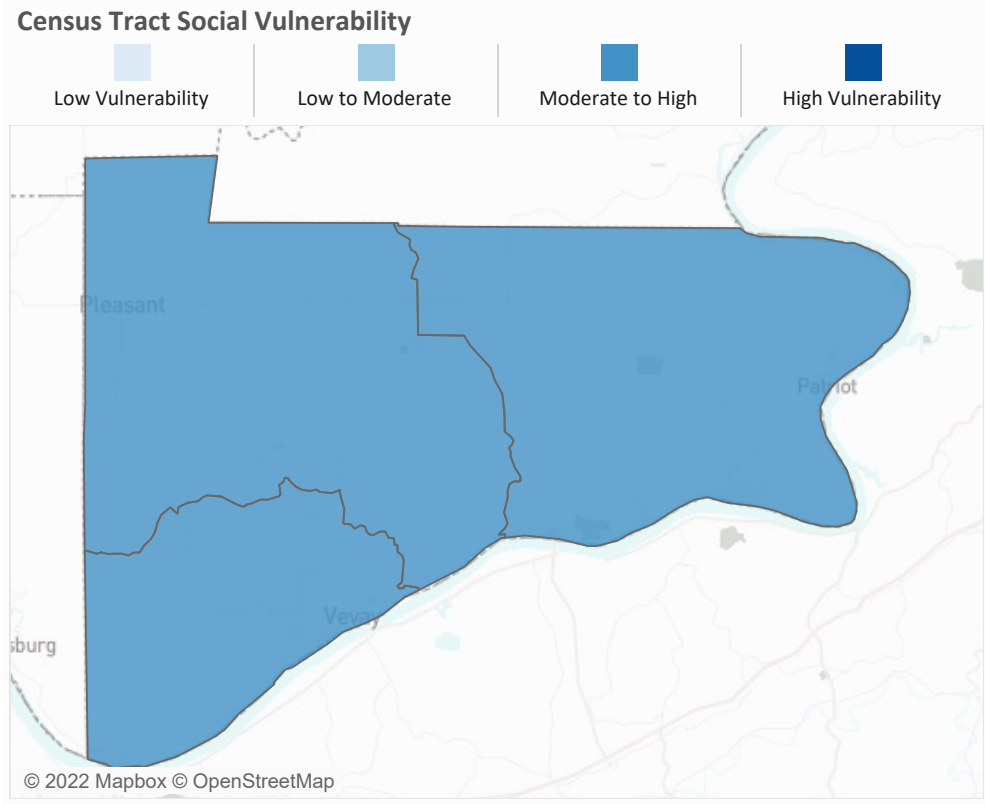 Census Tract Social Vulnerability
Low Vulnerability
Low to Moderate
Moderate to High
High Vulnerability
Pleasant
Patriot
Vevay
sburg
© 2022 Mapbox © OpenStreetMap